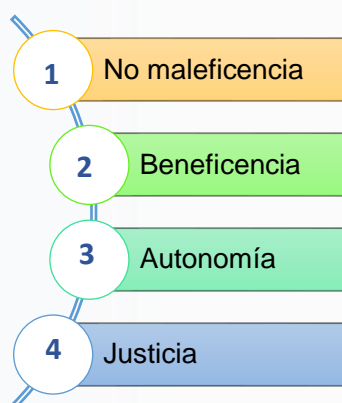 1 No maleficencia
2 Beneficencia
3 Autonomía
4 Justicia